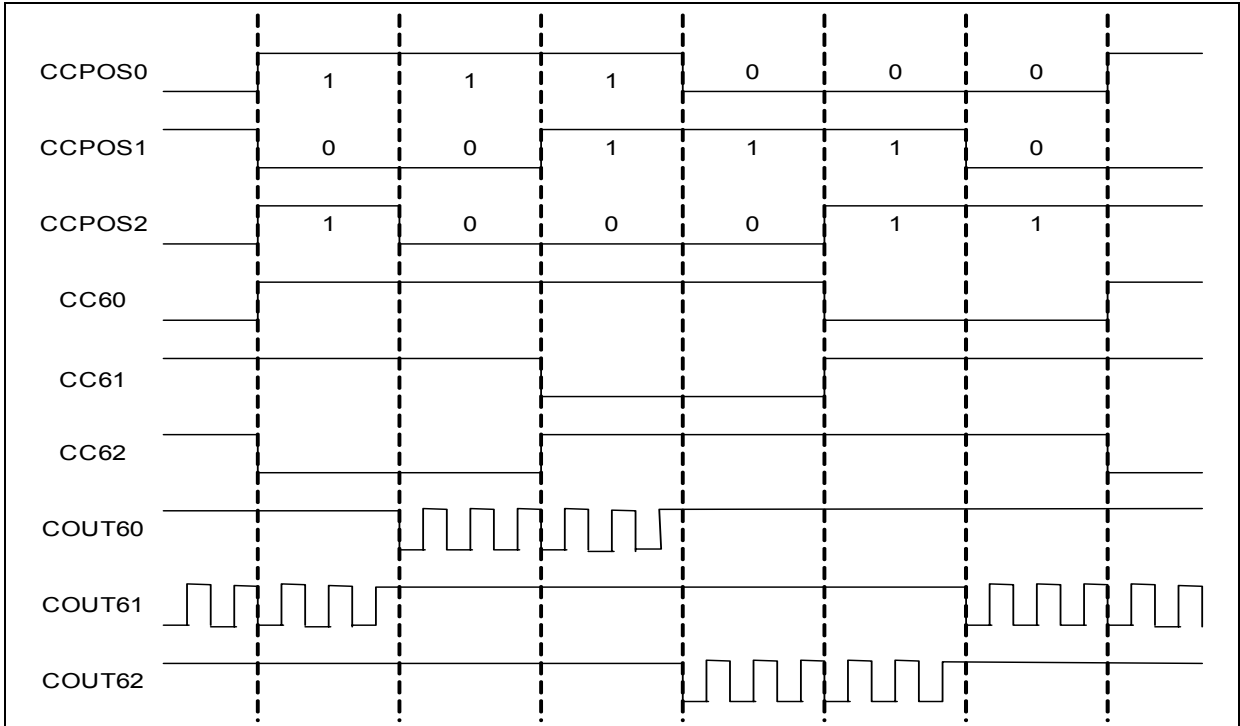 CCPOS0 1 1 1 0 0 0
CCPOS1 0 0 1 1 1 0
CCPOS2 1 0 0 0 1 1
CC60
CC61
CC62
COUT60
COUT61
COUT62